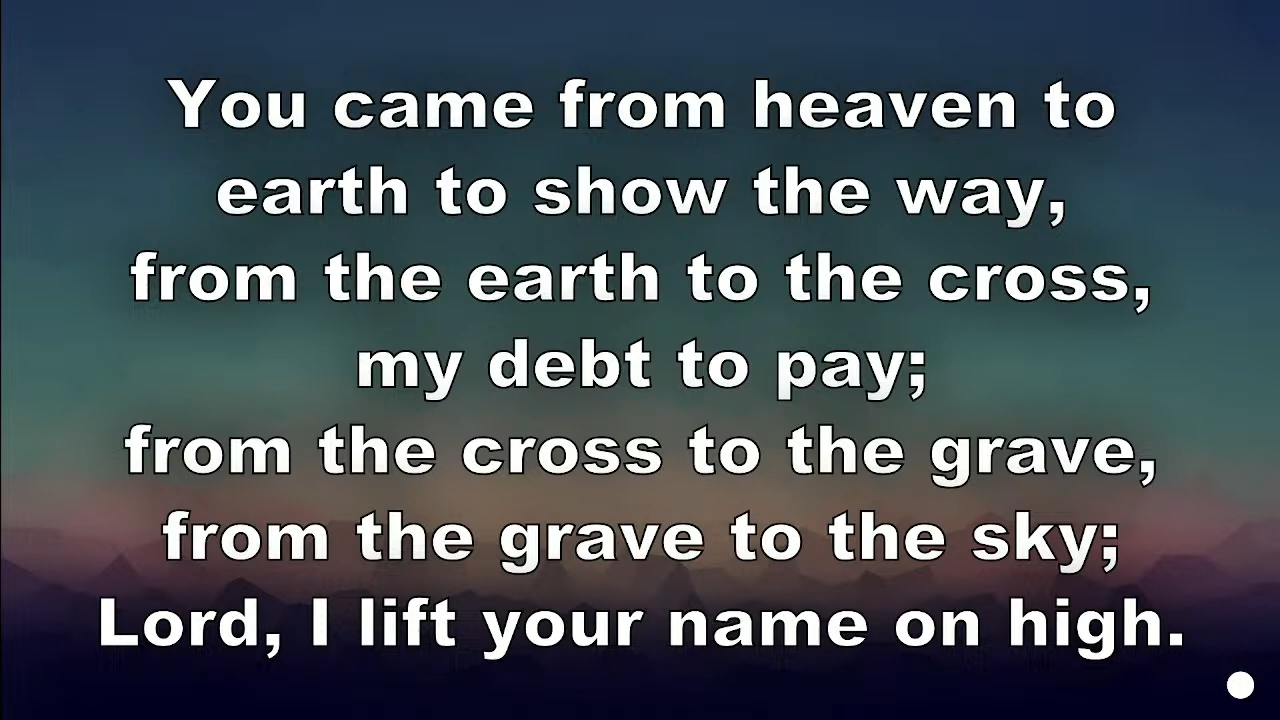 You came from heaven to
earth to show the way,
from the earth to the cross,
my debt to pay;
from the cross to the grave,
from the grave to the sky;
Lord, I lift your name on high.